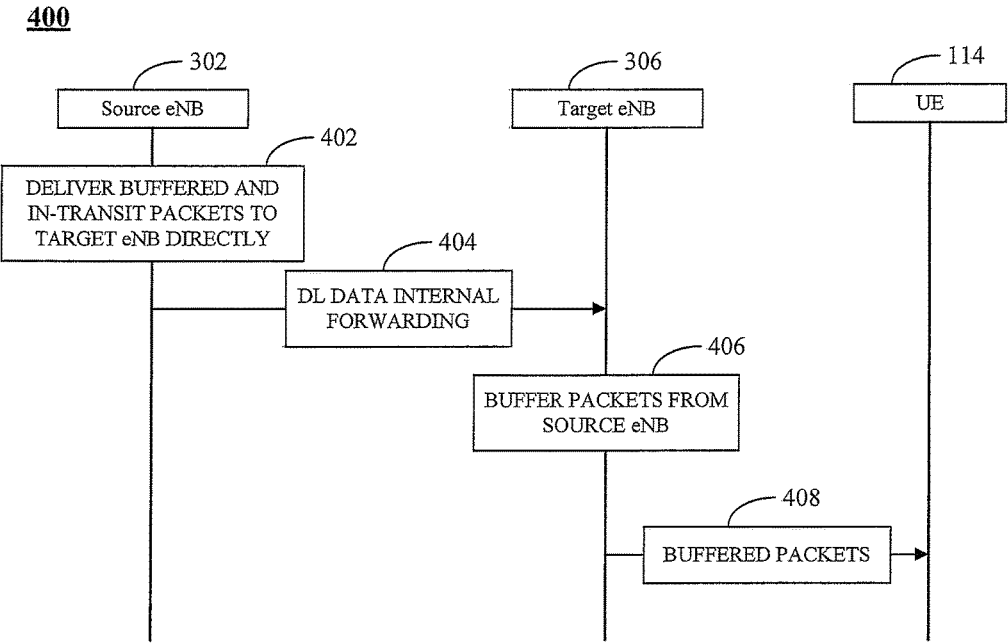 400
302
306
114
Source eNB
Target eNB
UE
402
DELIVER BUFFERED AND
IN-TRANSIT PACKETS TO
TARGET eNB DIRECTLY
404
DL DATA INTERNAL
FORWARDING
406
BUFFER PACKETS FROM
SOURCE eNB
408
BUFFERED PACKETS